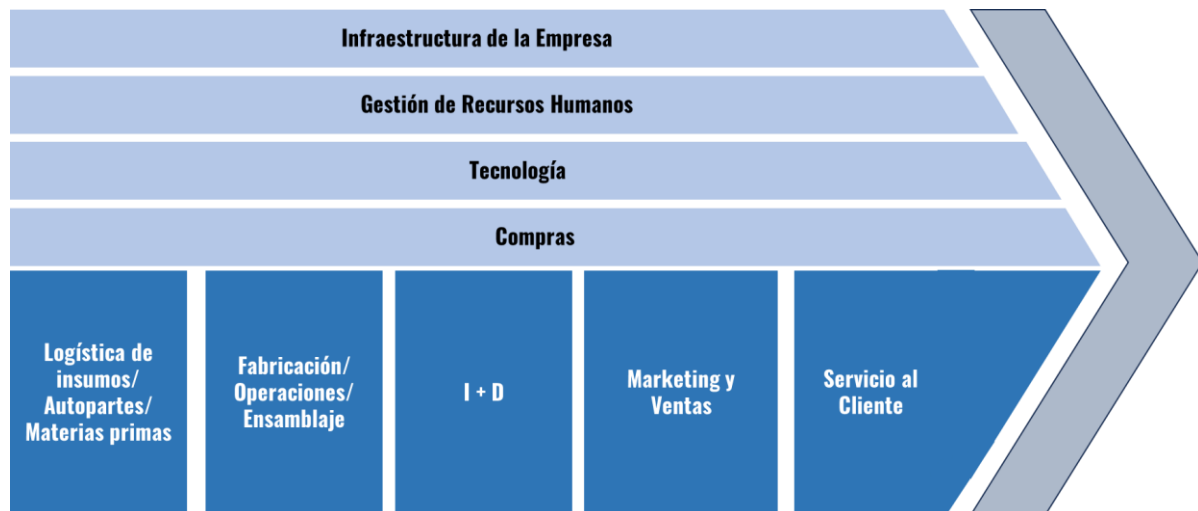 Infraestructura de la Empresa
Gestión de Recursos Humanos
Tecnología
Compras
Logística de
insumos/
Autopartes/
Materias primas
Fabricación/
Operaciones/
Ensamblaje
I + D
Marketing y
Ventas
Servicio al
Cliente